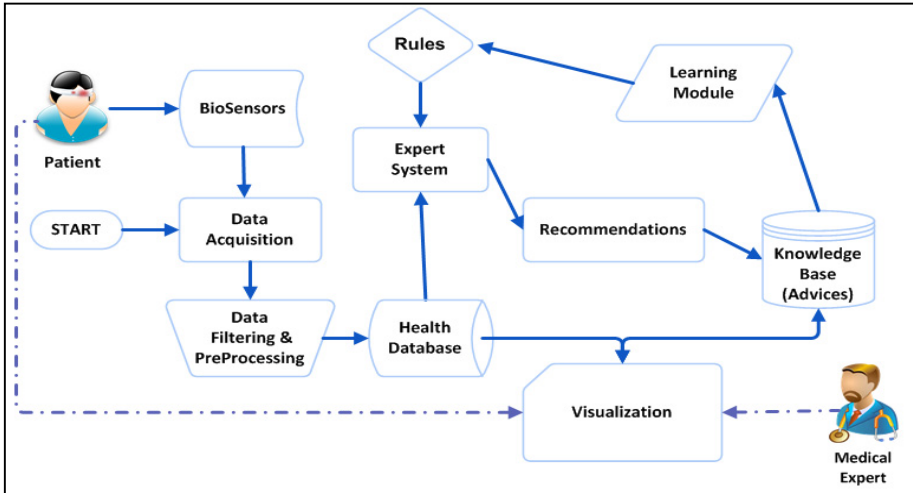 Rules
Learning
Module
BioSensors
Patient
Expert
System
START
Data
Acquisition
Recommendations
Knowledge
Base
(Advices)
Data
Filtering &
PreProcessing
Health
Database
Visualization
Medical
Expert